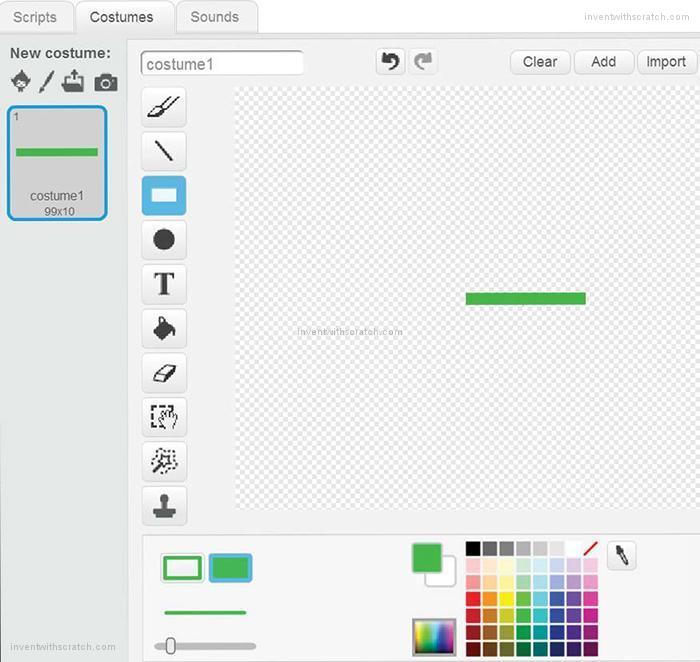 Scripts
Costumes
Sounds
inventwithscratch.com
New costume:
costume1
Clear
Add
Import
1
costume1
99x10
T
inventwithscratch.com
inventwithscratch.com